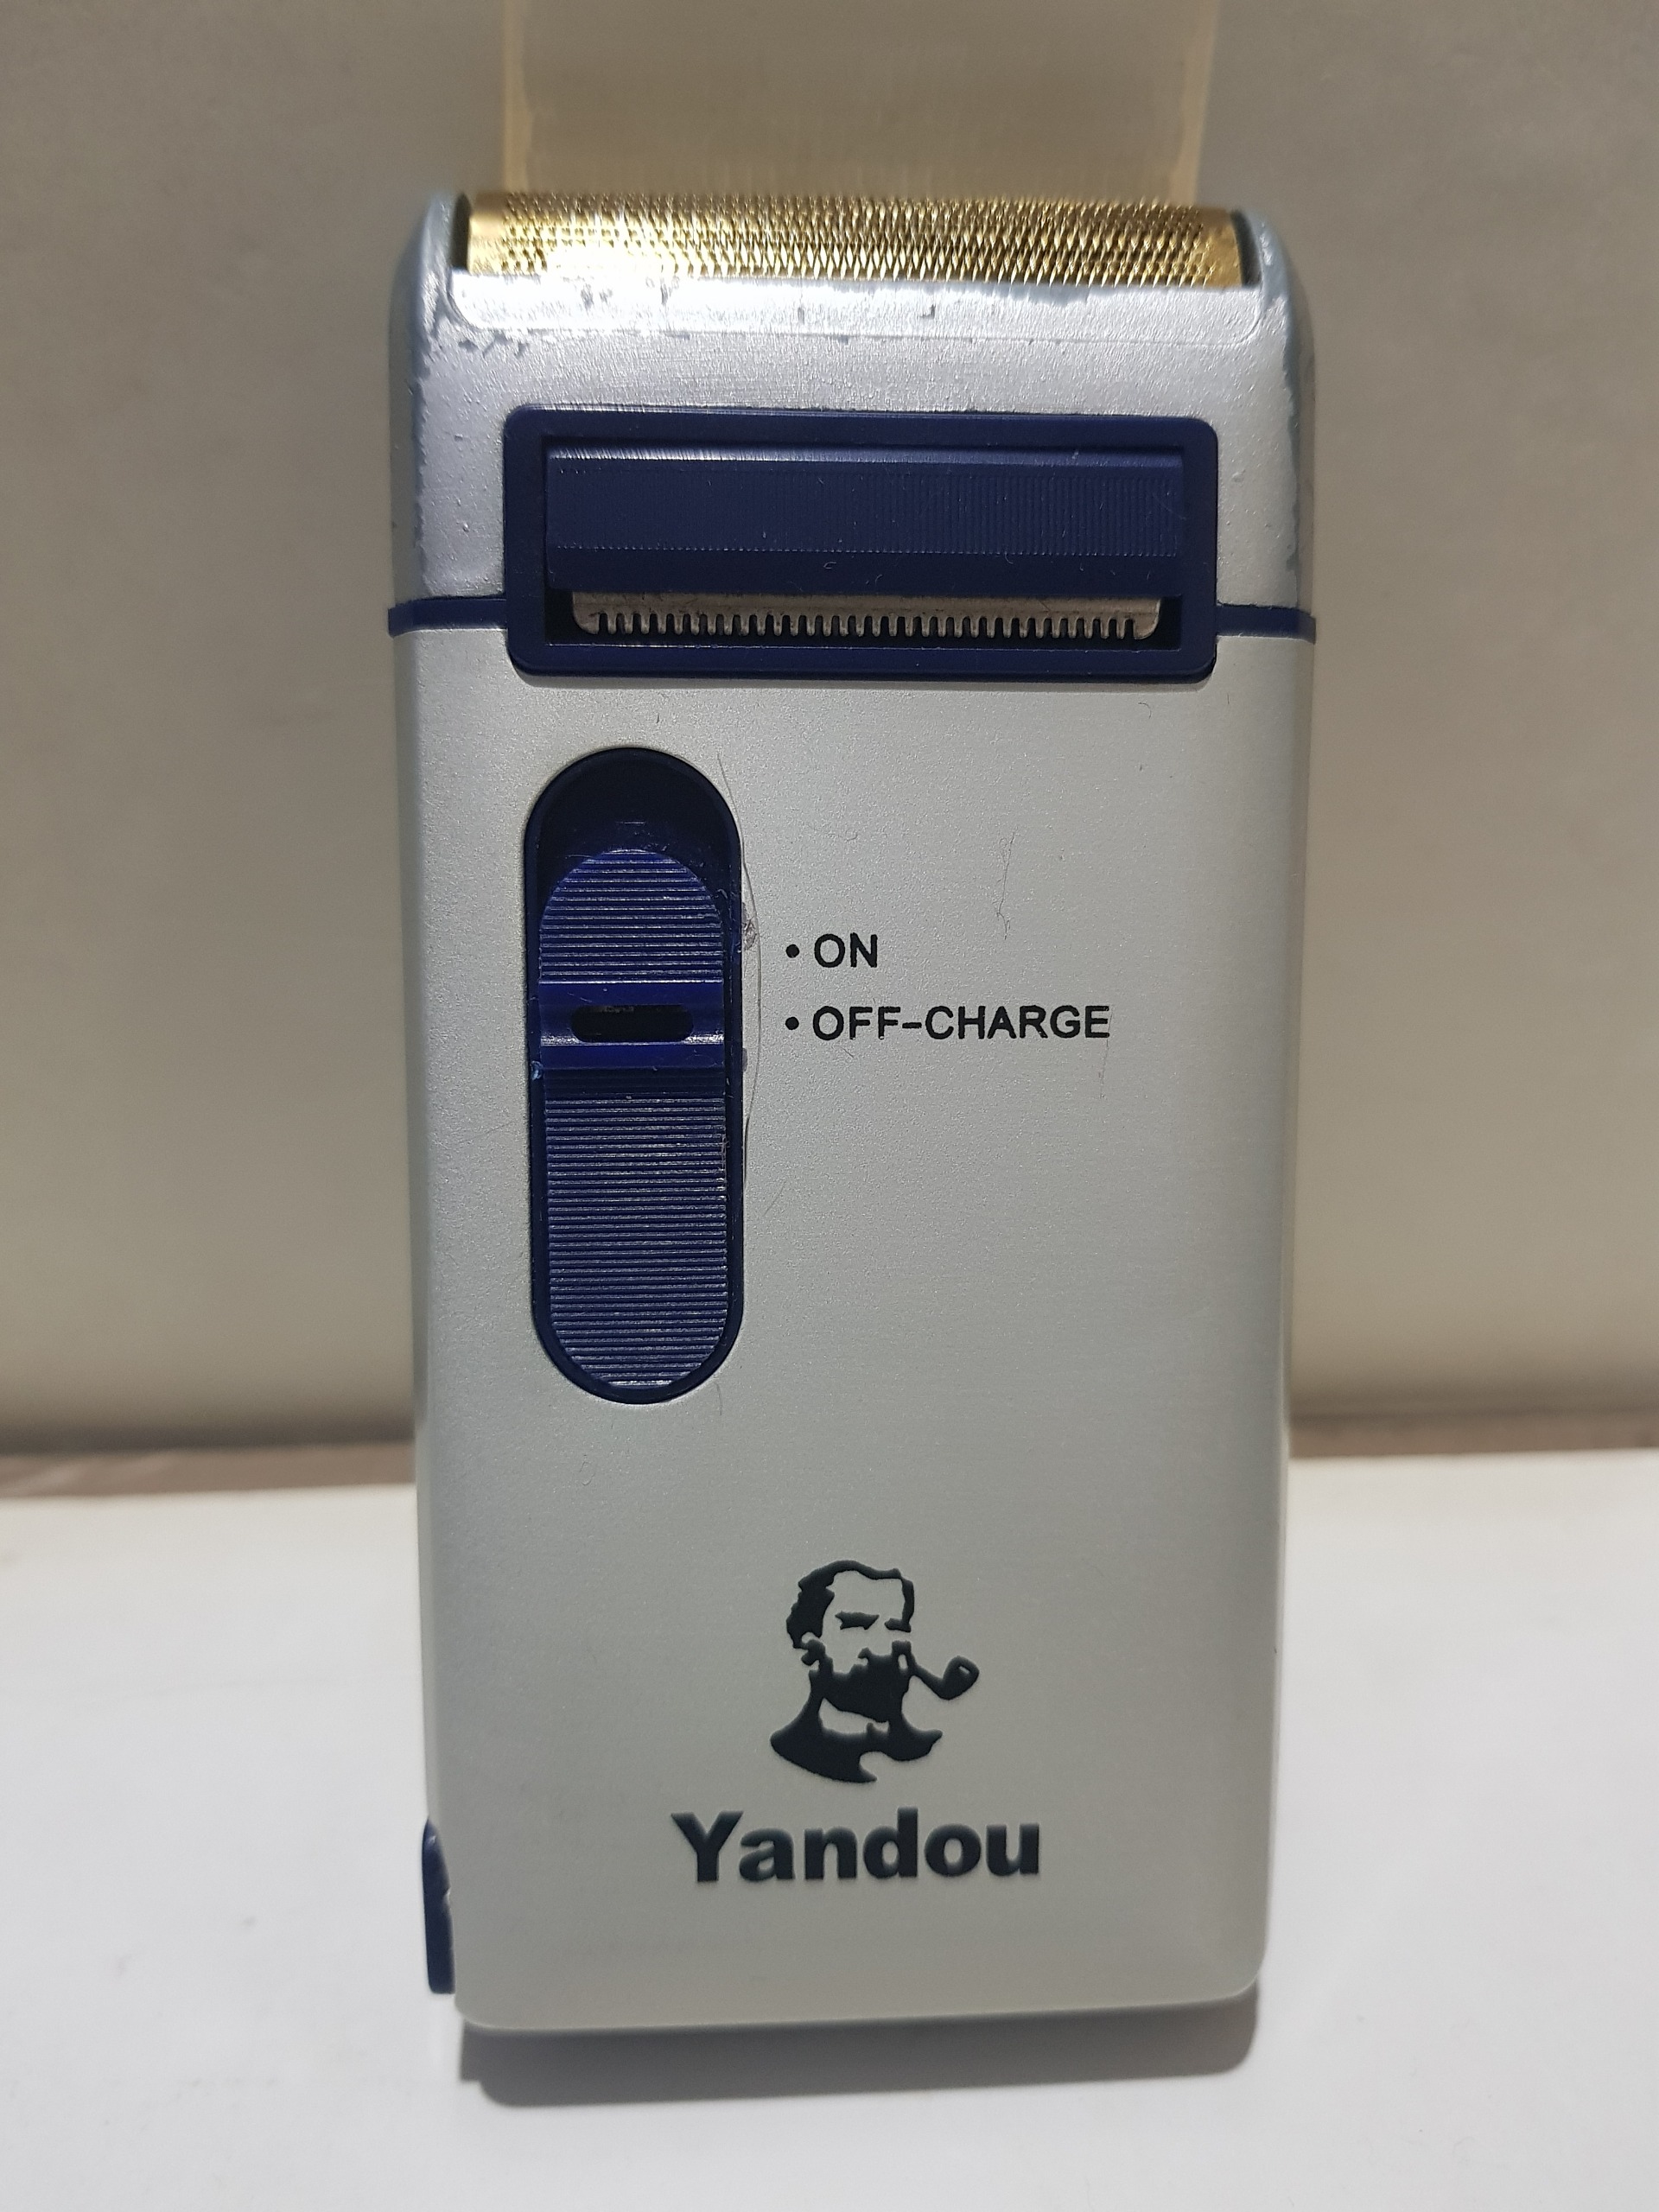 • ON
• OFF-CHARGE
Yandou